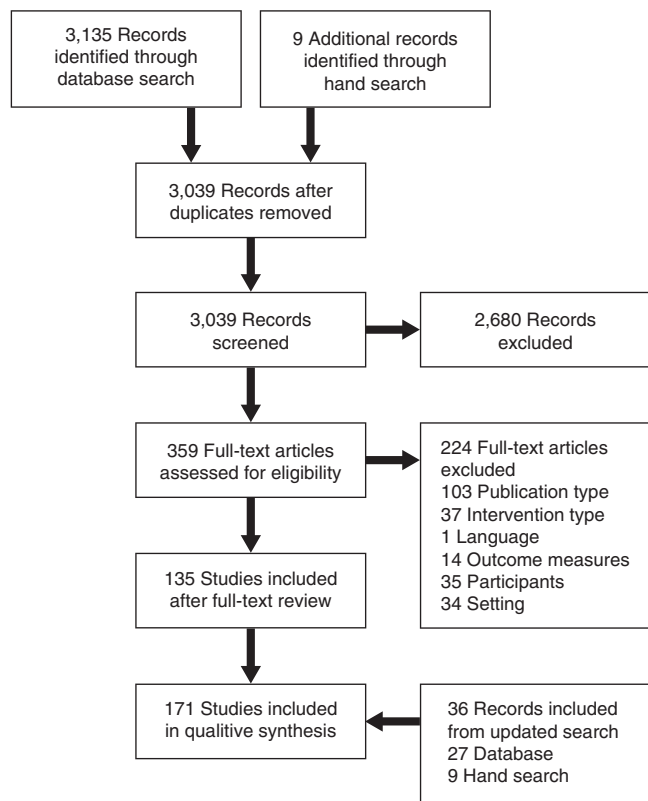 3,135 Records
identified through
database search
9 Additional records
identified through
hand search
3,039 Records after
duplicates removed
3,039 Records
screened
2,680 Records
excluded
359 Full-text articles
assessed for eligibility
224 Full-text articles
excluded
103 Publication type
37 Intervention type
1 Language
14 Outcome measures
35 Participants
34 Setting
135 Studies included
after full-text review
171 Studies included
in qualitive synthesis
36 Records included
from updated search
27 Database
9 Hand search